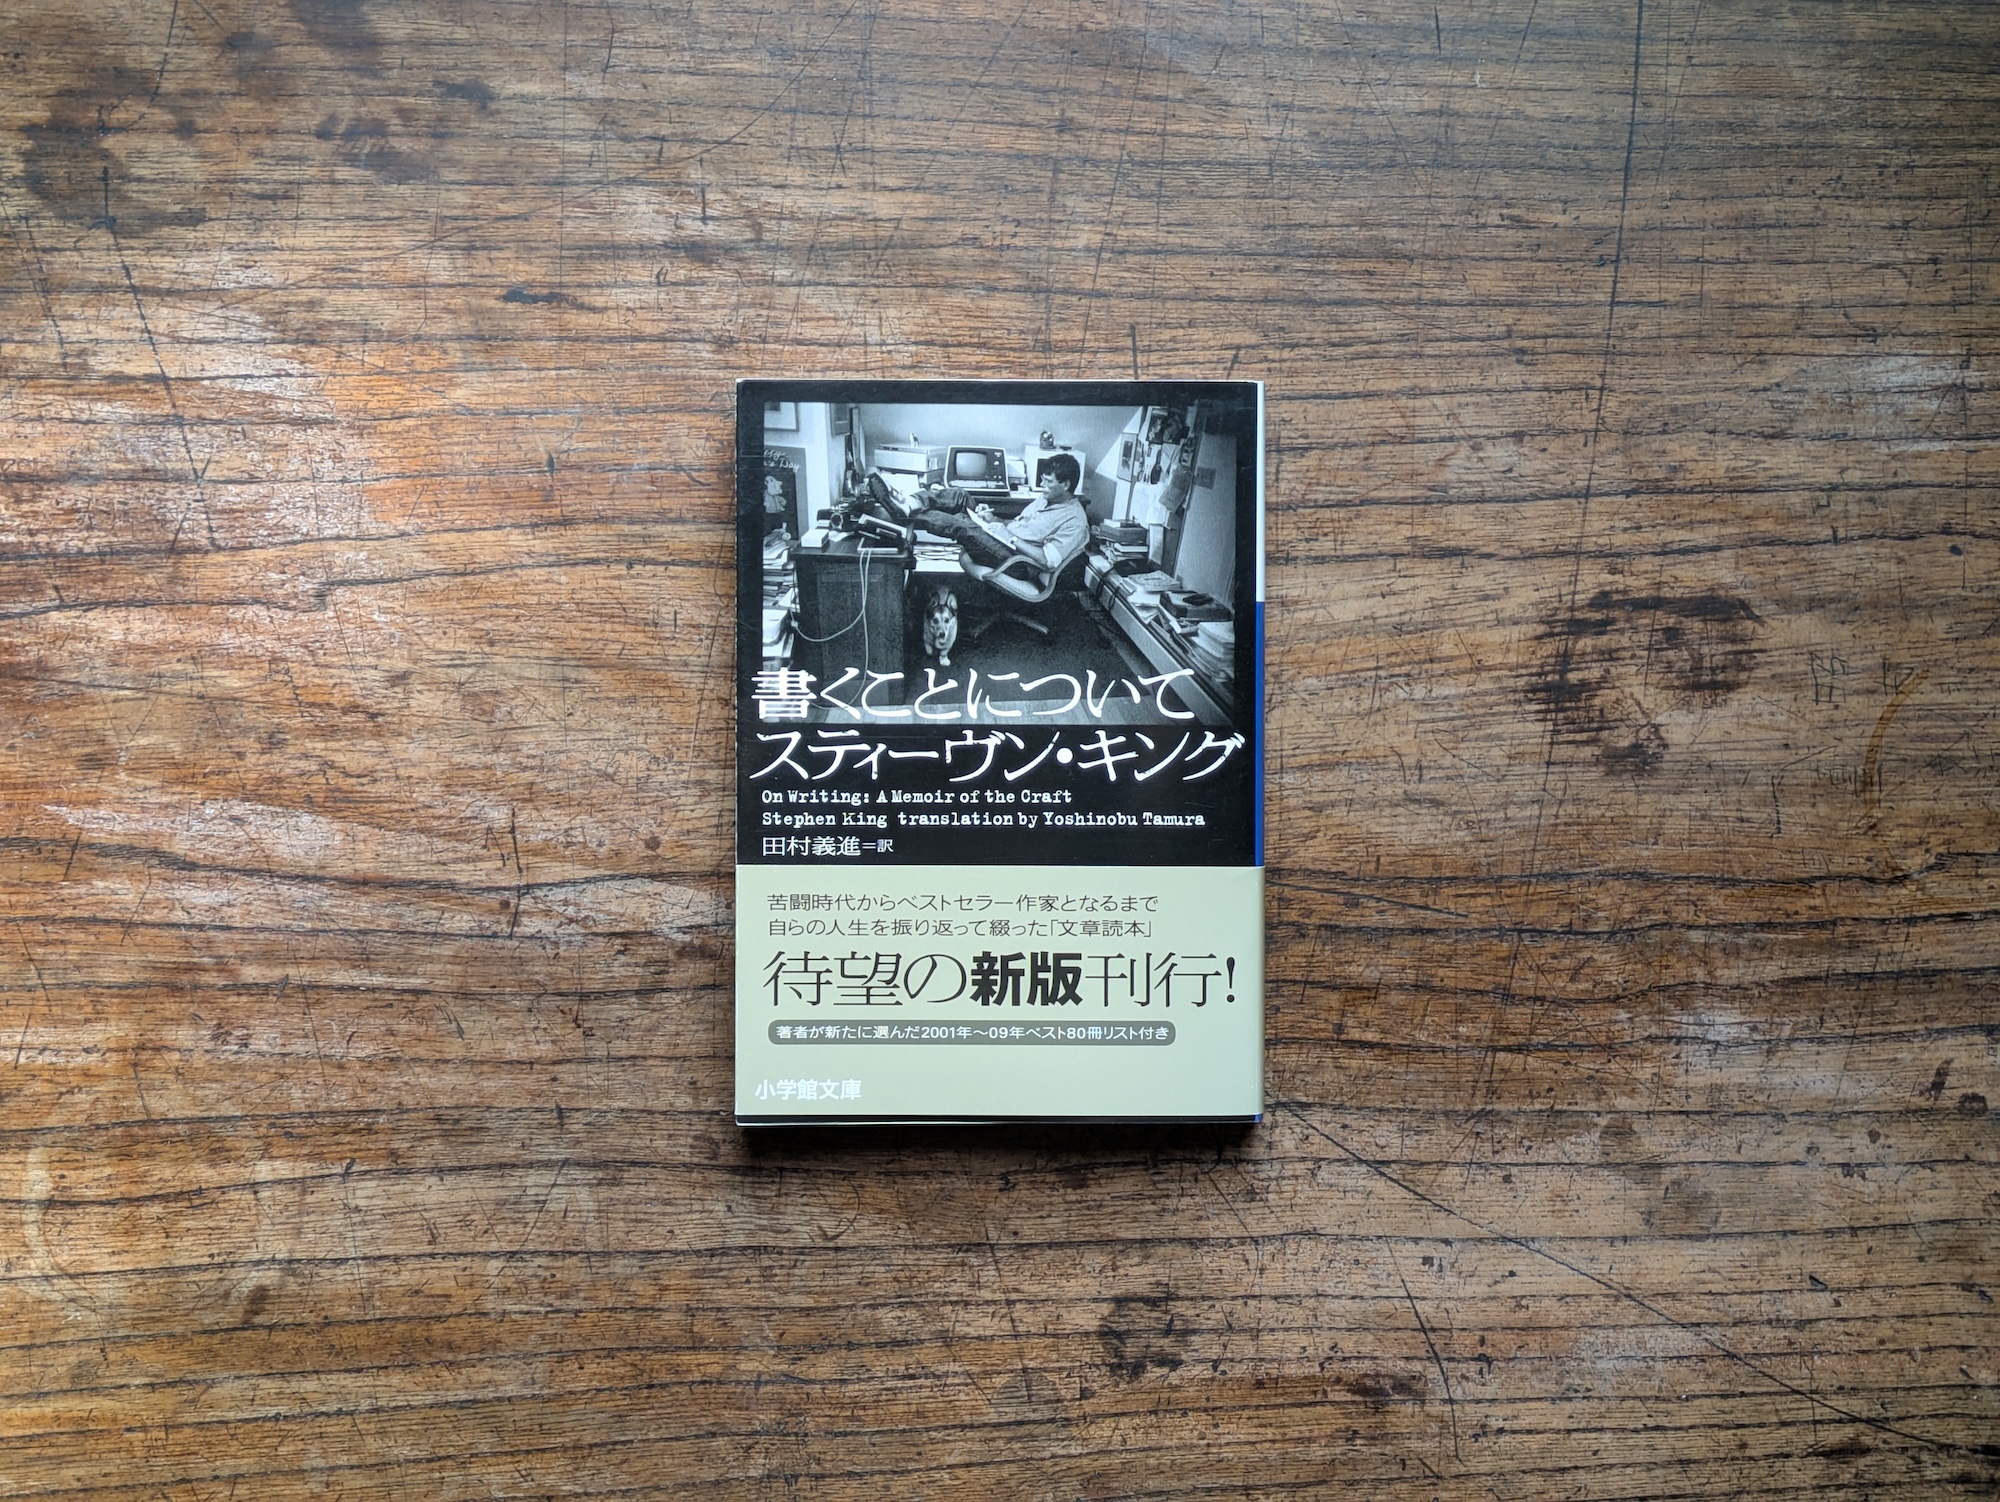 書くことについて
スティーヴン・キング
On Writing: A Memoir of the Craft
Stephen King translation by Yoshinobu Tamura
田村義進=訳
苦闘時代からベストセラー作家となるまで
自らの人生を振り返って綴った「文章読本」
待望の新版刊行!
著者が新たに選んだ2001年〜09年ベスト80冊リスト付き
小学館文庫